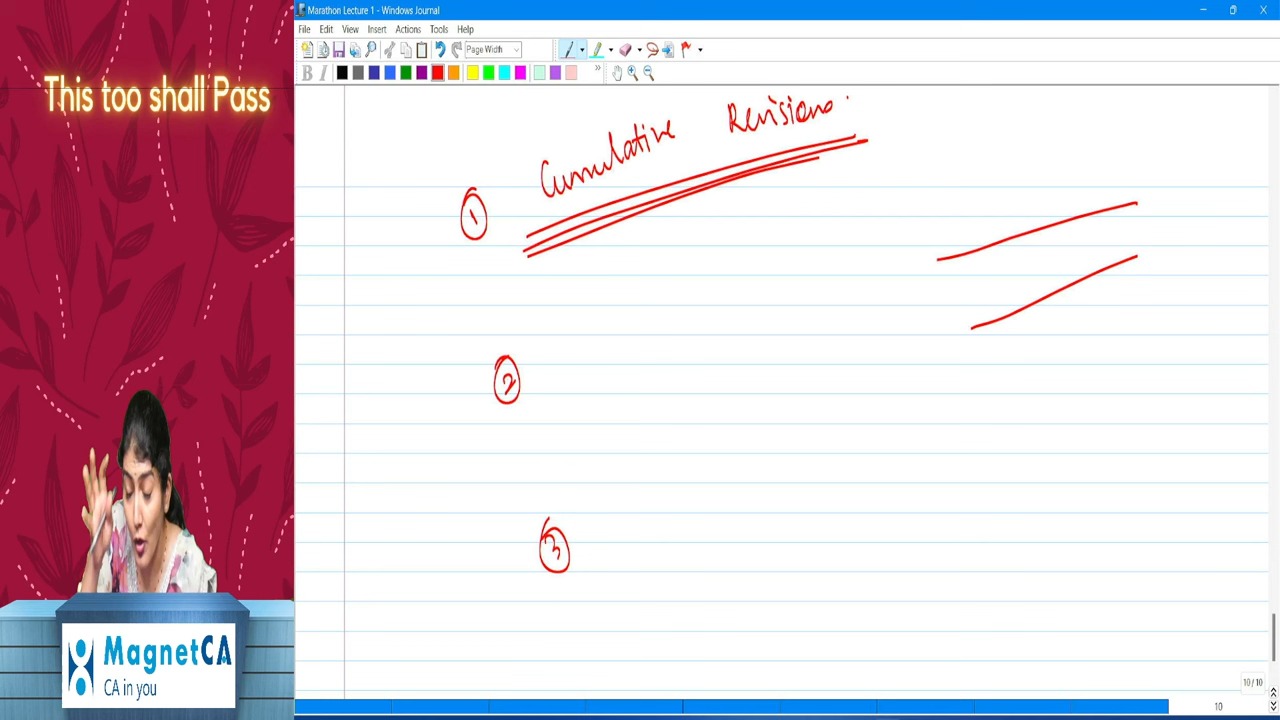 This too shall Pass
MagnetCA
CA in you
Marathon Lecture 1 - Windows Journal
File Edit View Insert Actions Tools Help
Page Width
B I
Cumulative Revisions
1
2
3
10 / 10
10